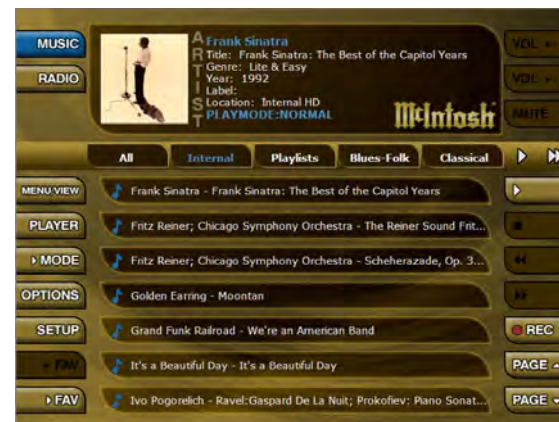 MUSIC
RADIO
ARTIST
Frank Sinatra
Title: Frank Sinatra: The Best of the Capitol Years
Genre: Lite & Easy
Year: 1992
Label:
Location: Internal HD
PLAYMODE:NORMAL
McIntosh
VOL
VOL
MUTE
All Internal Playlists Blues-Folk Classical
MENU/VIEW
Frank Sinatra - Frank Sinatra: The Best of the Capitol Years
PLAYER
Fritz Reiner; Chicago Symphony Orchestra - The Reiner Sound Frit...
MODE
Fritz Reiner; Chicago Symphony Orchestra - Scheherazade, Op. 3...
OPTIONS
Golden Earring - Moontan
SETUP
Grand Funk Railroad - We're an American Band
REC
FAV
It's a Beautiful Day - It's a Beautiful Day
PAGE
FAV
Ivo Pogorelich - Ravel:Gaspard De La Nuit; Prokofiev: Piano Sonat...
PAGE